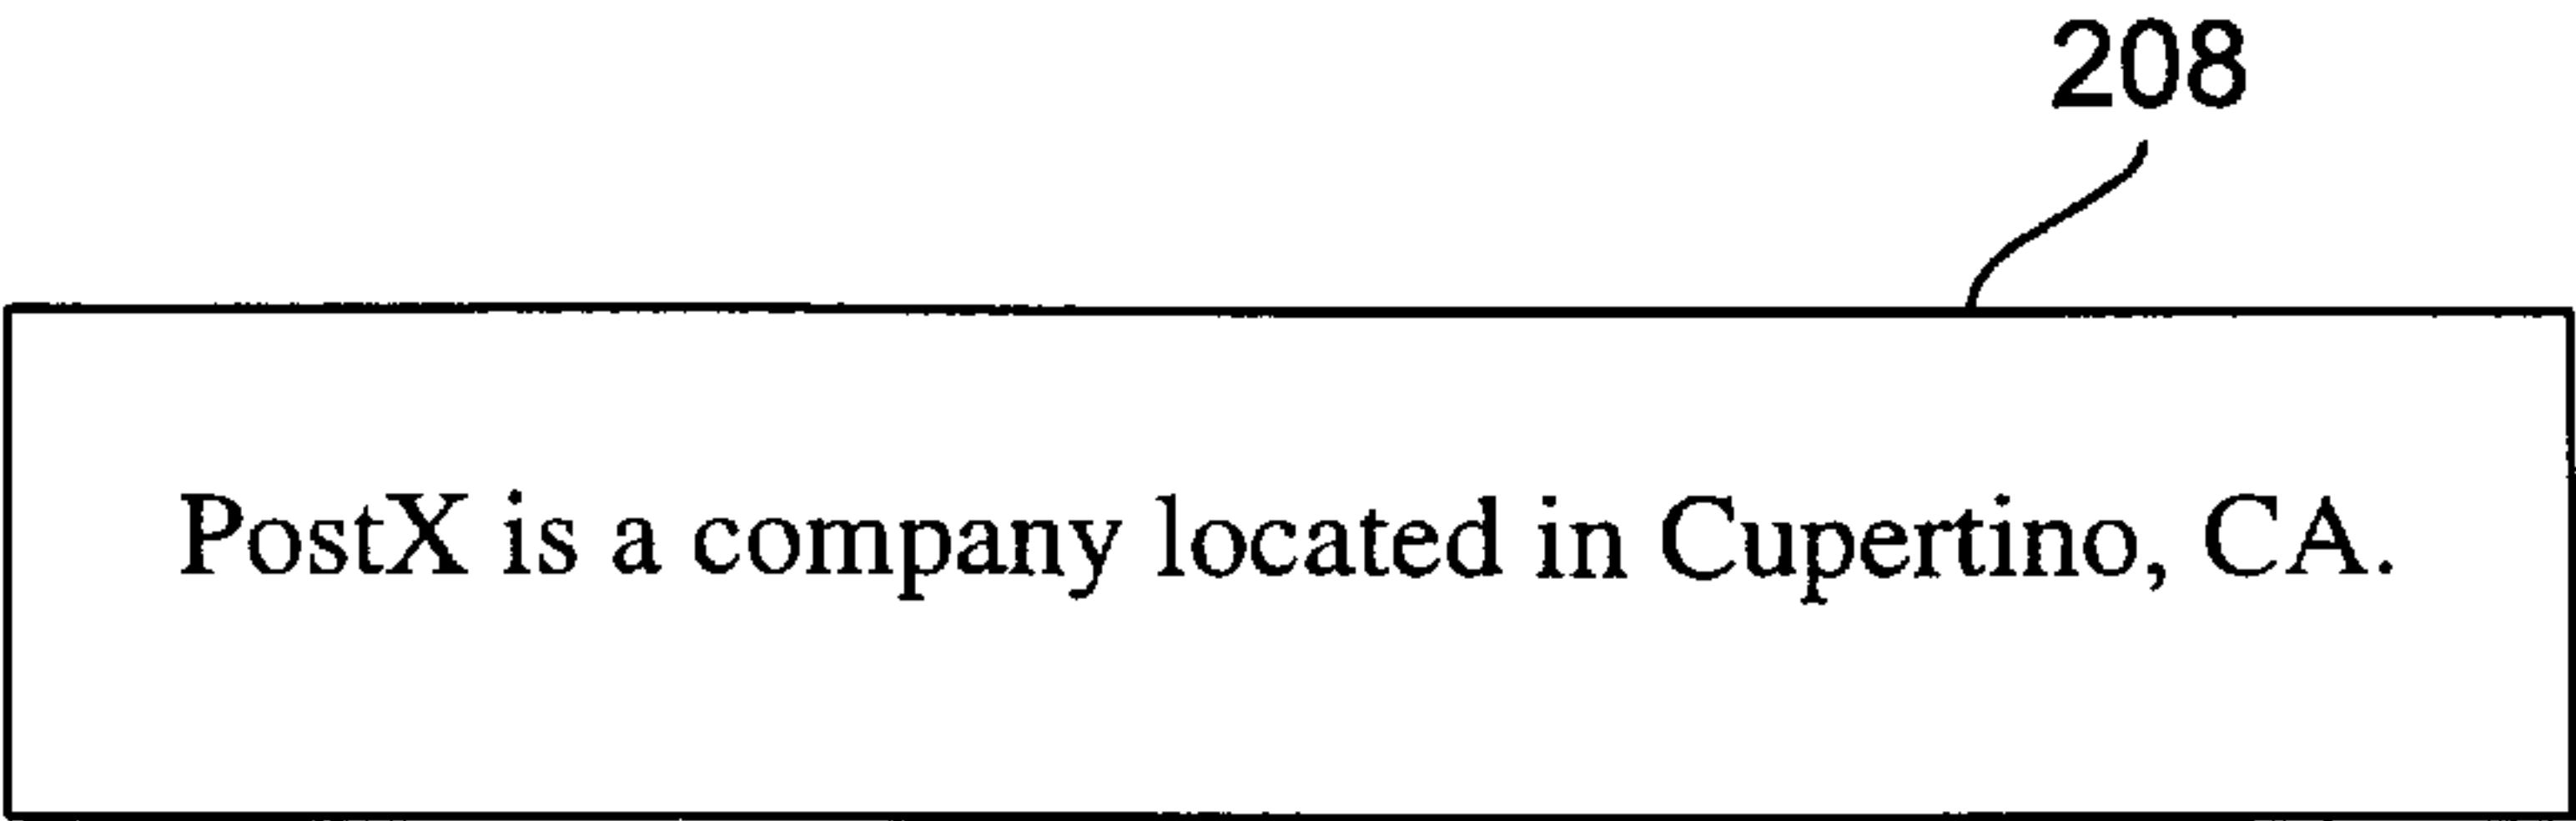 208
PostX is a company located in Cupertino, CA.